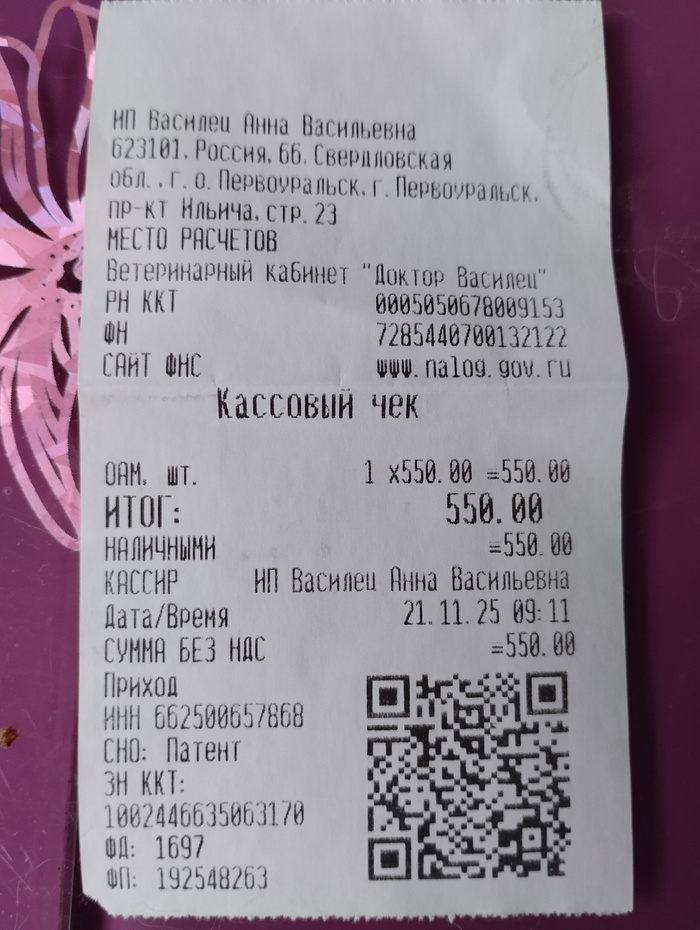 ИП Василец Анна Васильевна
623101, Россия, 66, Свердловская
обл., г. о. Первоуральск, г. Первоуральск,
пр-кт Ильича, стр. 23
МЕСТО РАСЧЕТОВ
Ветеринарный кабинет "Доктор Василец"
РН ККТ 0005050678009153
ФН 7285440700132122
САЙТ ФНС www.nalog.gov.ru
Кассовый чек
ОАМ, шт. 1 x550.00 =550.00
ИТОГ: 550.00
НАЛИЧНЫМИ =550.00
КАССИР ИП Василец Анна Васильевна
Дата/Время 21.11.25 09:11
СУММА БЕЗ НДС =550.00
Приход
ИНН 662500657868
СНО: Патент
ЗН ККТ:
1002446635063170
ФД: 1697
ФП: 192548263